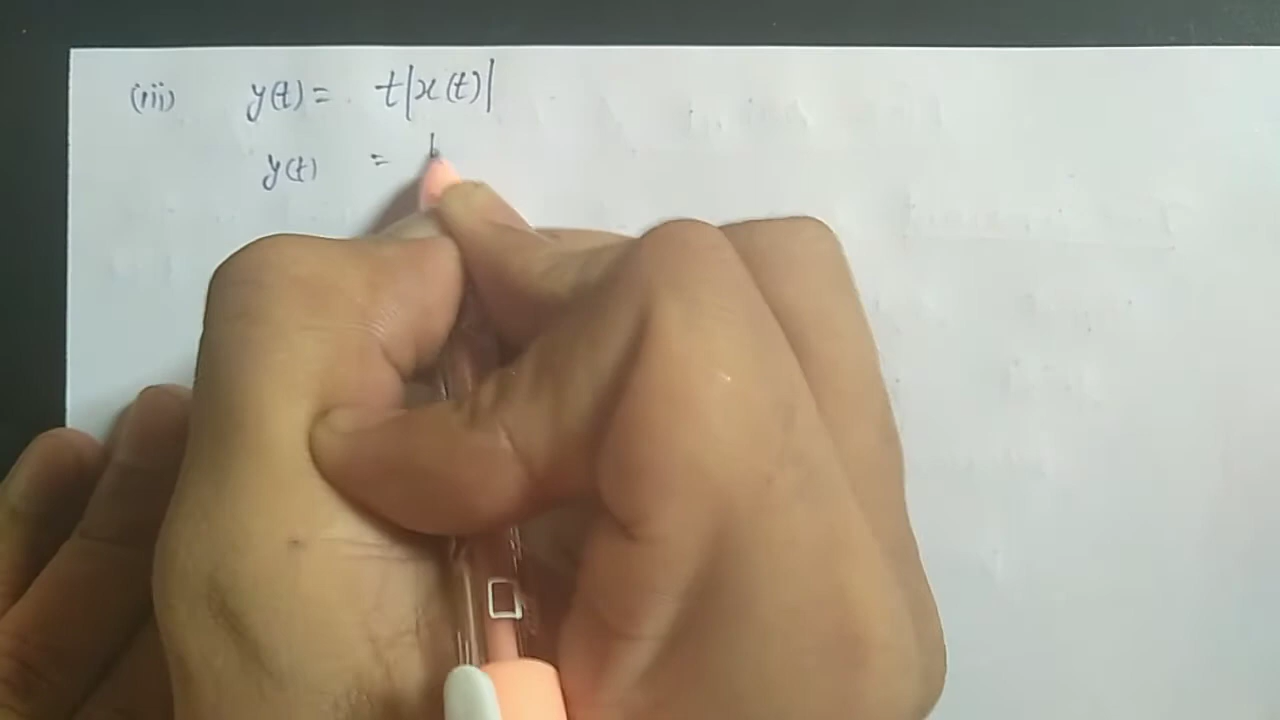 (iii) y(t) = t|x(t)|
y(t) =